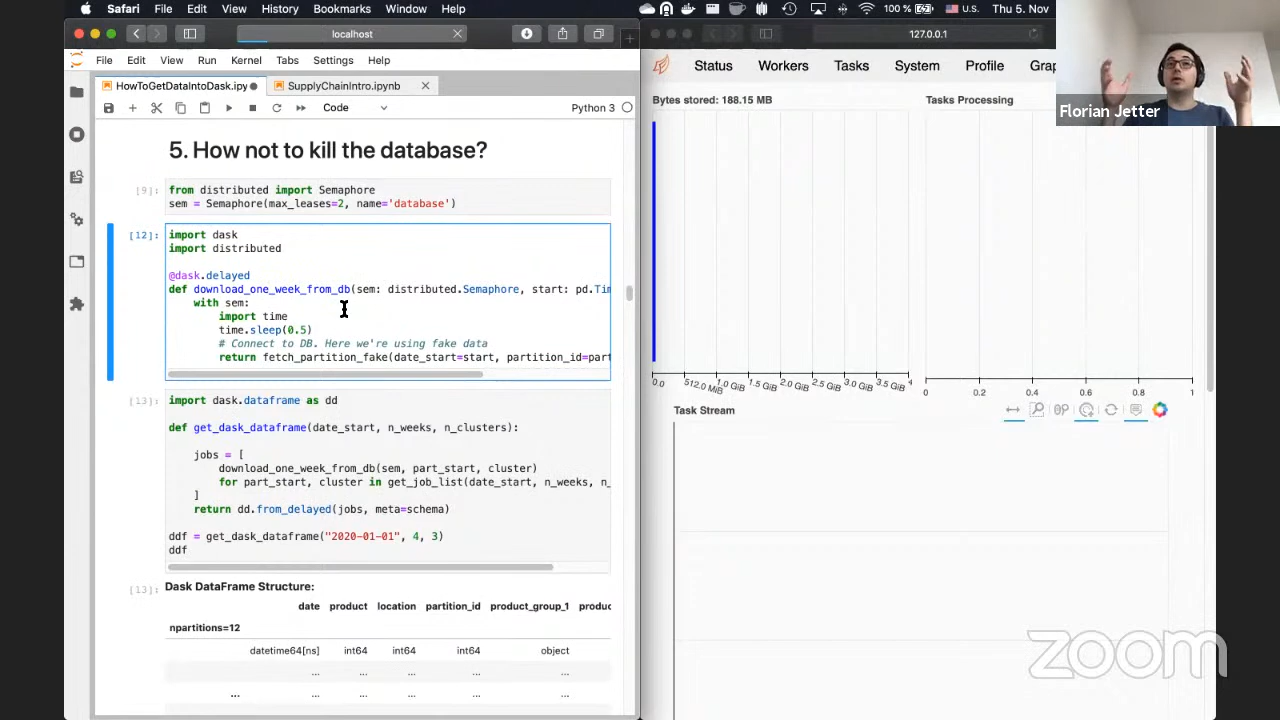 Safari File Edit View History Bookmarks Window Help
100 % U.S. Thu 5. Nov
localhost
127.0.0.1
File Edit View Run Kernel Tabs Settings Help
HowToGetDataIntoDask.ipy
SupplyChainIntro.ipynb
Code
Python 3
5. How not to kill the database?
[9]:
from distributed import Semaphore
sem = Semaphore(max_leases=2, name='database')
[12]:
import dask
import distributed
@dask.delayed
def download_one_week_from_db(sem: distributed.Semaphore, start: pd.Tim
with sem:
import time
time.sleep(0.5)
# Connect to DB. Here we're using fake data
return fetch_partition_fake(date_start=start, partition_id=part
[13]:
import dask.dataframe as dd
def get_dask_dataframe(date_start, n_weeks, n_clusters):
jobs = [
download_one_week_from_db(sem, part_start, cluster)
for part_start, cluster in get_job_list(date_start, n_weeks, n_
]
return dd.from_delayed(jobs, meta=schema)
ddf = get_dask_dataframe("2020-01-01", 4, 3)
ddf
[13]:
Dask DataFrame Structure:
date product location partition_id product_group_1 produc
npartitions=12
datetime64[ns] int64 int64 int64 object
... ... ... ... ...
... ... ... ... ... ...
Status Workers Tasks System Profile Grap
Bytes stored: 188.15 MB
0.0 512.0 MiB 1.0 GiB 1.5 GiB 2.0 GiB 2.5 GiB 3.0 GiB 3.5 GiB 4
Tasks Processing
0 0.2 0.4 0.6 0.8 1
Task Stream
Florian Jetter
zoom